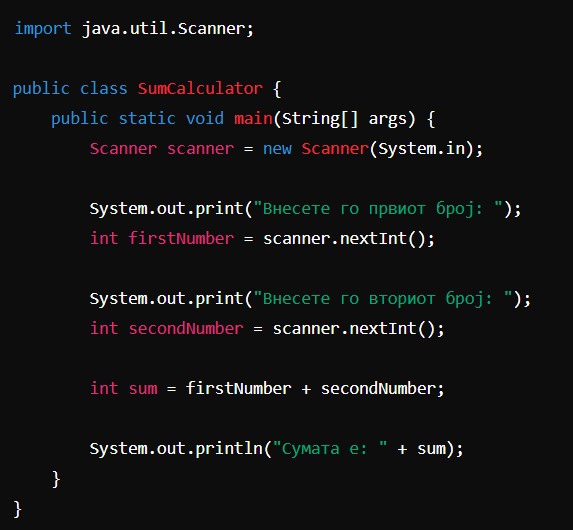 import java.util.Scanner;
public class SumCalculator {
public static void main(String[] args) {
Scanner scanner = new Scanner(System.in);
System.out.print("Внесете го првиот број: ");
int firstNumber = scanner.nextInt();
System.out.print("Внесете го вториот број: ");
int secondNumber = scanner.nextInt();
int sum = firstNumber + secondNumber;
System.out.println("Сумата е: " + sum);
}
}